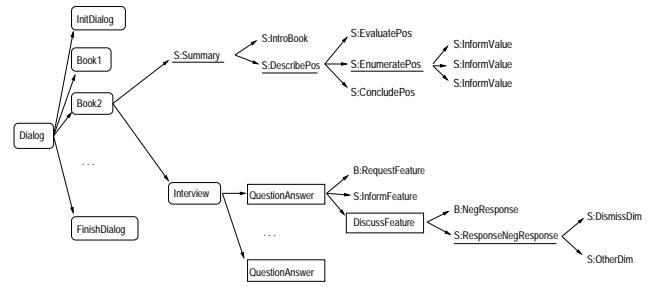 InitDialog
S:IntroBook
S:EvaluatePos
S:InformValue
Book1
S:Summary
S:DescribePos
S:EnumeratePos
S:InformValue
S:InformValue
Book2
S:ConcludePos
Dialog
. . .
B:RequestFeature
Interview
QuestionAnswer
S:InformFeature
B:NegResponse
S:DismissDim
FinishDialog
. . .
DiscussFeature
S:ResponseNegResponse
S:OtherDim
QuestionAnswer